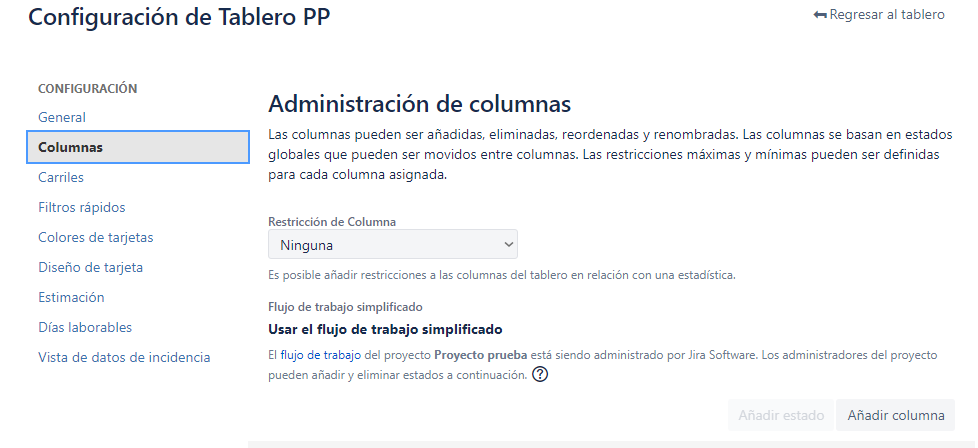 Configuración de Tablero PP
Regresar al tablero
CONFIGURACIÓN
General
Columnas
Carriles
Filtros rápidos
Colores de tarjetas
Diseño de tarjeta
Estimación
Días laborables
Vista de datos de incidencia
Administración de columnas
Las columnas pueden ser añadidas, eliminadas, reordenadas y renombradas. Las columnas se basan en estados
globales que pueden ser movidos entre columnas. Las restricciones máximas y mínimas pueden ser definidas
para cada columna asignada.
Restricción de Columna
Ninguna
Es posible añadir restricciones a las columnas del tablero en relación con una estadística.
Flujo de trabajo simplificado
Usar el flujo de trabajo simplificado
El flujo de trabajo del proyecto Proyecto prueba está siendo administrado por Jira Software. Los administradores del proyecto
pueden añadir y eliminar estados a continuación. ?
Añadir estado
Añadir columna